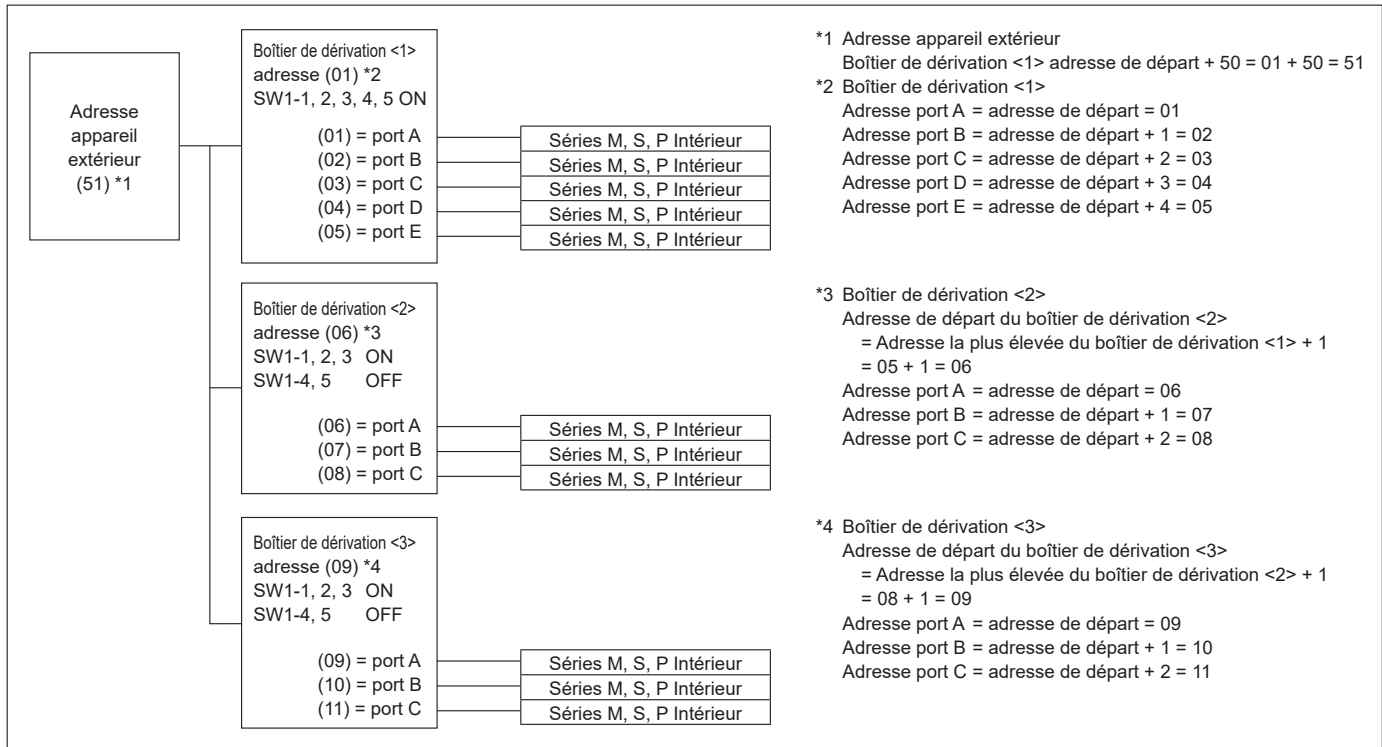 Adresse
appareil
extérieur
(51) *1
Boîtier de dérivation <1>
adresse (01) *2
SW1-1, 2, 3, 4, 5 ON
(01) = port A
(02) = port B
(03) = port C
(04) = port D
(05) = port E
Séries M, S, P Intérieur
Séries M, S, P Intérieur
Séries M, S, P Intérieur
Séries M, S, P Intérieur
Séries M, S, P Intérieur
Boîtier de dérivation <2>
adresse (06) *3
SW1-1, 2, 3 ON
SW1-4, 5 OFF
(06) = port A
(07) = port B
(08) = port C
Séries M, S, P Intérieur
Séries M, S, P Intérieur
Séries M, S, P Intérieur
Boîtier de dérivation <3>
adresse (09) *4
SW1-1, 2, 3 ON
SW1-4, 5 OFF
(09) = port A
(10) = port B
(11) = port C
Séries M, S, P Intérieur
Séries M, S, P Intérieur
Séries M, S, P Intérieur
*1 Adresse appareil extérieur
Boîtier de dérivation <1> adresse de départ + 50 = 01 + 50 = 51
*2 Boîtier de dérivation <1>
Adresse port A = adresse de départ = 01
Adresse port B = adresse de départ + 1 = 02
Adresse port C = adresse de départ + 2 = 03
Adresse port D = adresse de départ + 3 = 04
Adresse port E = adresse de départ + 4 = 05
*3 Boîtier de dérivation <2>
Adresse de départ du boîtier de dérivation <2>
= Adresse la plus élevée du boîtier de dérivation <1> + 1
= 05 + 1 = 06
Adresse port A = adresse de départ = 06
Adresse port B = adresse de départ + 1 = 07
Adresse port C = adresse de départ + 2 = 08
*4 Boîtier de dérivation <3>
Adresse de départ du boîtier de dérivation <3>
= Adresse la plus élevée du boîtier de dérivation <2> + 1
= 08 + 1 = 09
Adresse port A = adresse de départ = 09
Adresse port B = adresse de départ + 1 = 10
Adresse port C = adresse de départ + 2 = 11